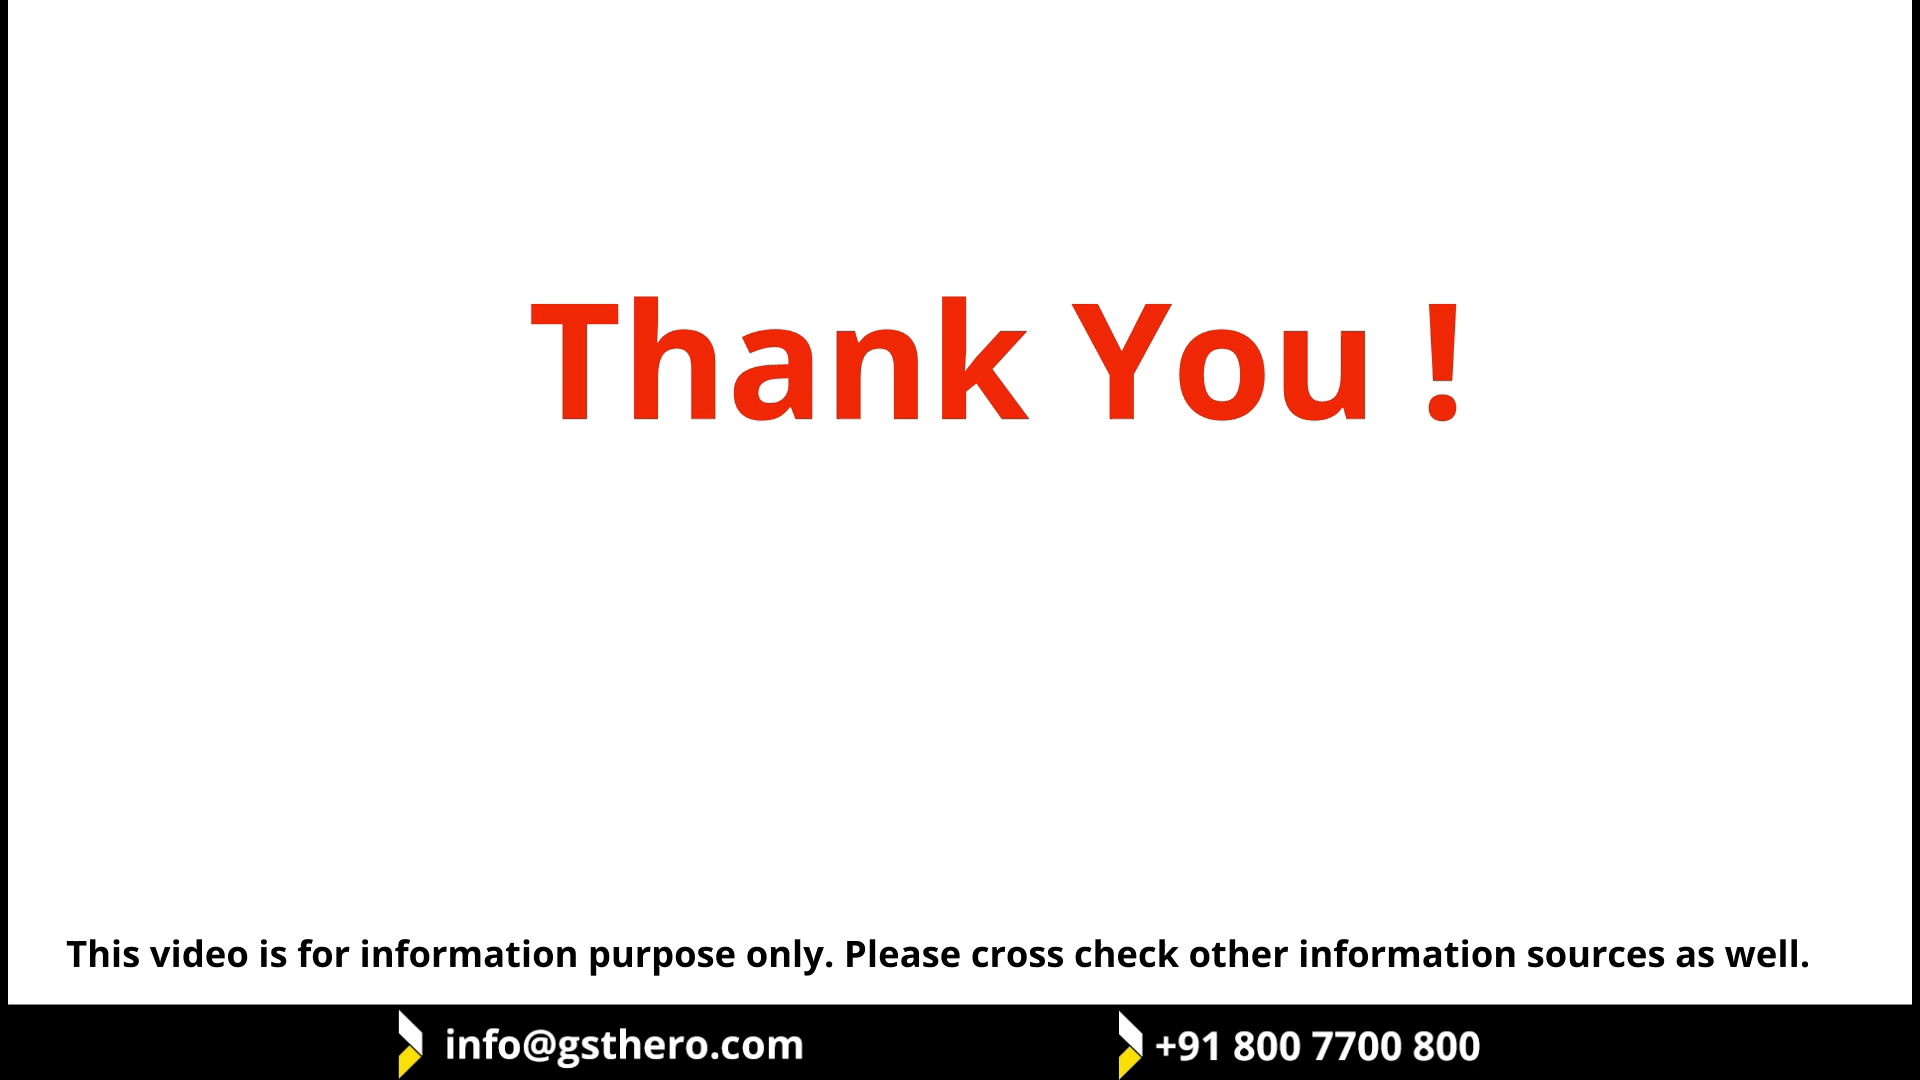 Thank You !
This video is for information purpose only. Please cross check other information sources as well.
info@gsthero.com
+91 800 7700 800